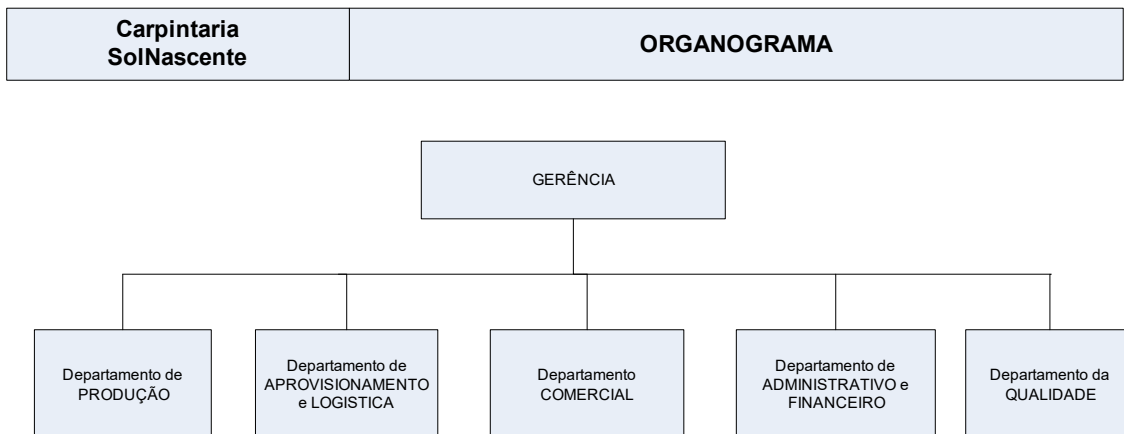 Carpintaria
SolNascente
ORGANOGRAMA
GERÊNCIA
Departamento de
PRODUÇÃO
Departamento de
APROVISIONAMENTO
e LOGISTICA
Departamento
COMERCIAL
Departamento de
ADMINISTRATIVO e
FINANCEIRO
Departamento da
QUALIDADE